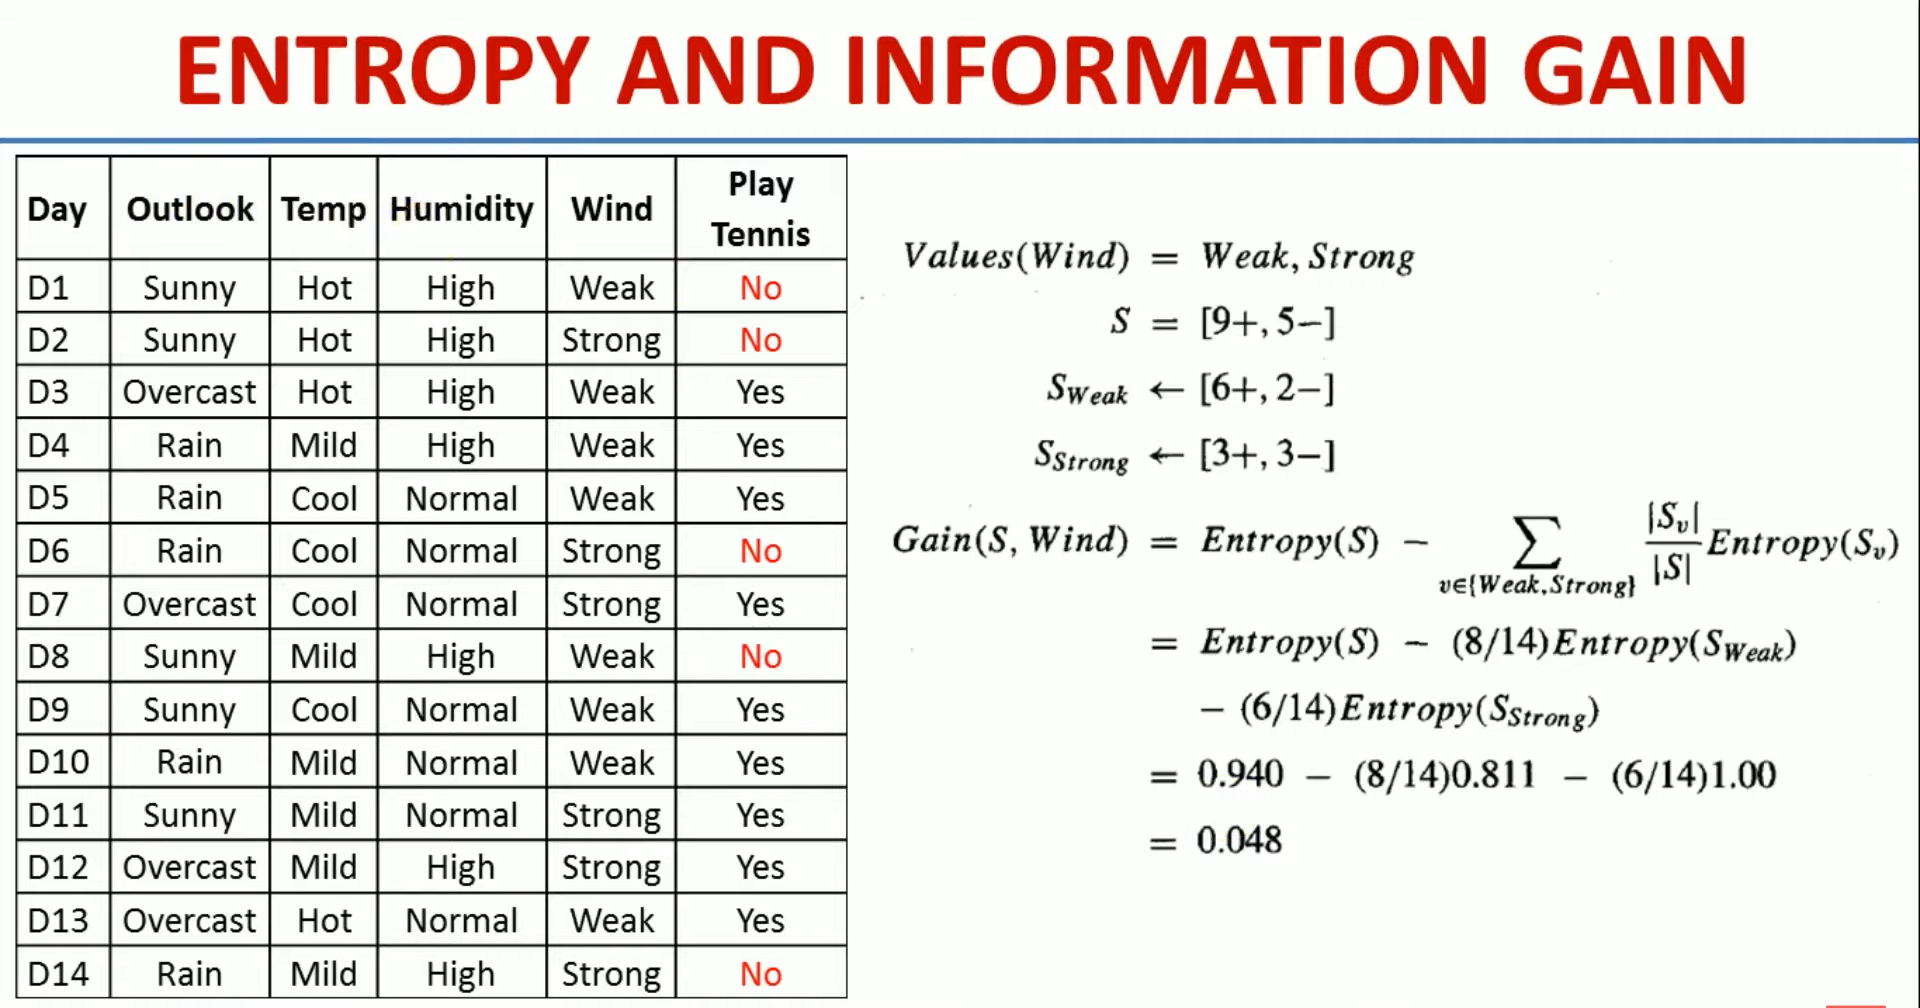 ENTROPY AND INFORMATION GAIN
Day Outlook Temp Humidity Wind Play Tennis
D1 Sunny Hot High Weak No
D2 Sunny Hot High Strong No
D3 Overcast Hot High Weak Yes
D4 Rain Mild High Weak Yes
D5 Rain Cool Normal Weak Yes
D6 Rain Cool Normal Strong No
D7 Overcast Cool Normal Strong Yes
D8 Sunny Mild High Weak No
D9 Sunny Cool Normal Weak Yes
D10 Rain Mild Normal Weak Yes
D11 Sunny Mild Normal Strong Yes
D12 Overcast Mild High Strong Yes
D13 Overcast Hot Normal Weak Yes
D14 Rain Mild High Strong No
Values(Wind) = Weak, Strong
S = [9+, 5−]
S_Weak ← [6+, 2−]
S_Strong ← [3+, 3−]
Gain(S, Wind) = Entropy(S) − ∑ v∈{Weak,Strong} |S_v|/|S| Entropy(S_v)
= Entropy(S) − (8/14)Entropy(S_Weak)
− (6/14)Entropy(S_Strong)
= 0.940 − (8/14)0.811 − (6/14)1.00
= 0.048